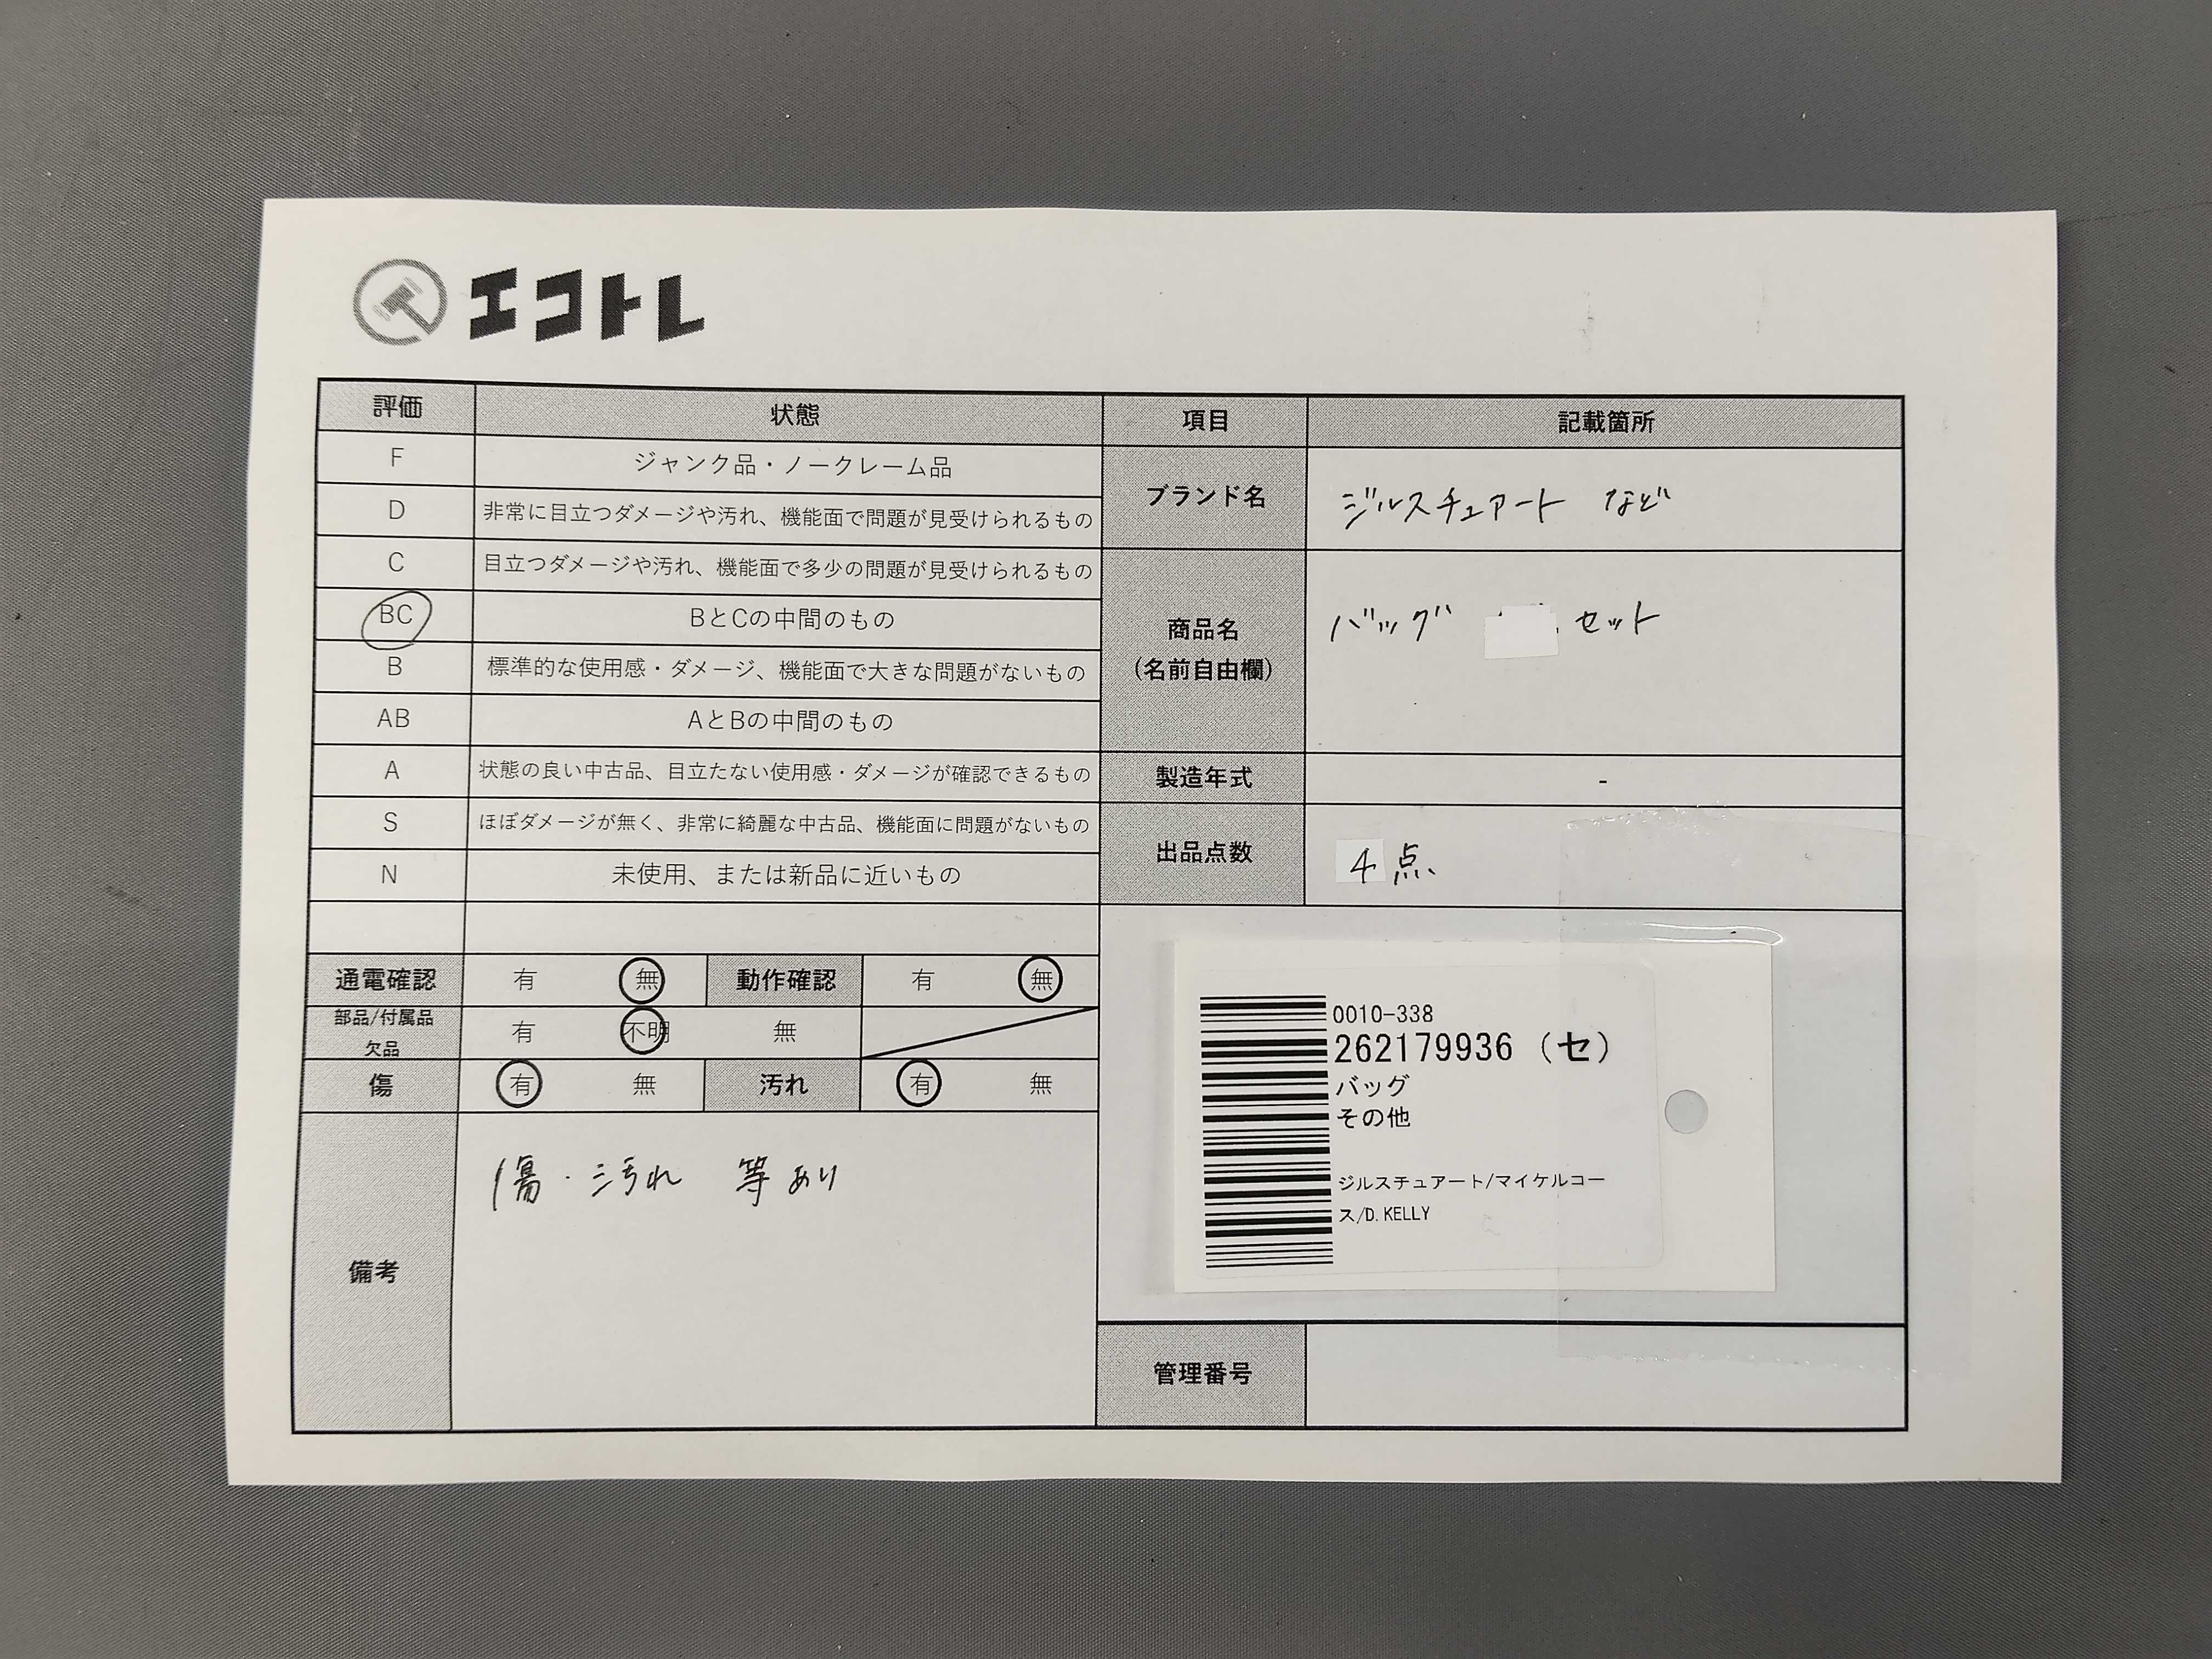 エコトレ
評価 状態 項目 記載箇所
F ジャンク品・ノークレーム品
D 非常に目立つダメージや汚れ、機能面で問題が見受けられるもの
ブランド名 ジルスチュアート など
C 目立つダメージや汚れ、機能面で多少の問題が見受けられるもの
BC BとCの中間のもの
商品名
(名前自由欄)
バッグ セット
B 標準的な使用感・ダメージ、機能面で大きな問題がないもの
AB AとBの中間のもの
A 状態の良い中古品、目立たない使用感・ダメージが確認できるもの
製造年式 -
S ほぼダメージが無く、非常に綺麗な中古品、機能面に問題がないもの
出品点数 4点
N 未使用、または新品に近いもの
通電確認 有 無 動作確認 有 無
部品/付属品
欠品
有 不明 無
傷 有 無 汚れ 有 無
備考 傷・汚れ 等あり
0010-338
262179936 (セ)
バッグ
その他
ジルスチュアート/マイケルコー
ス/D.KELLY
管理番号